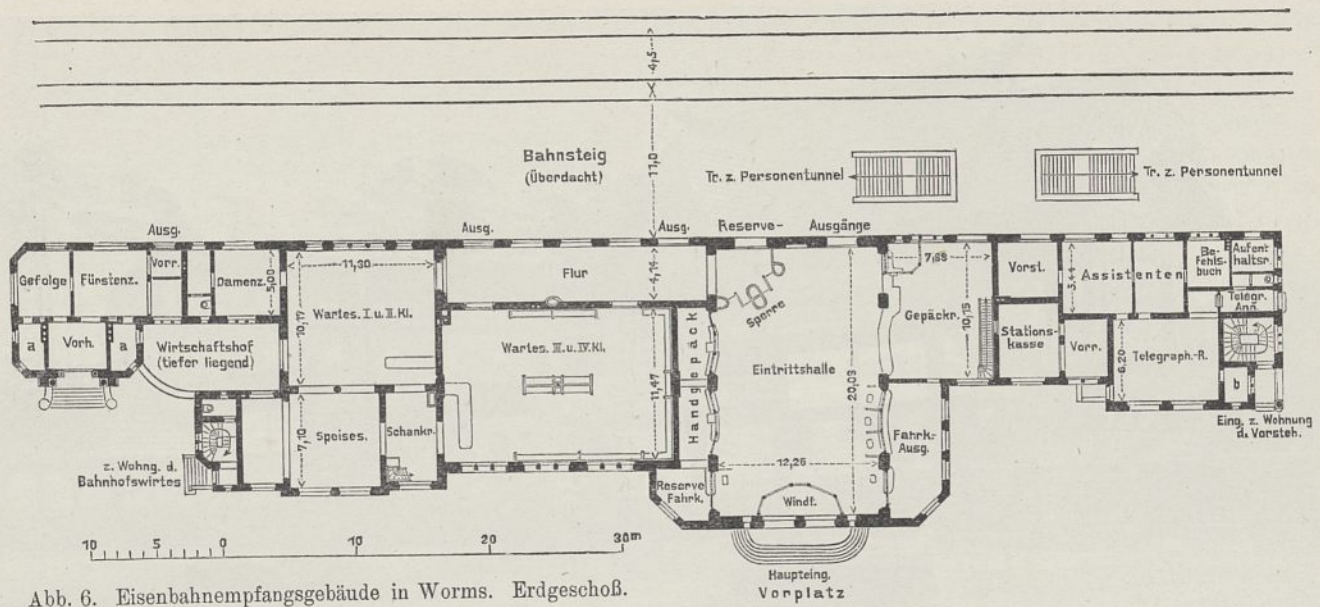 4,5
11,0
Bahnsteig
(Überdacht)
Tr. z. Personentunnel
Tr. z. Personentunnel
Ausg.
Ausg.
Ausg.
Reserve-
Ausgänge
Gefolge
Fürstenz.
Vorr.
Damenz.
5,00
11,30
10,17
Wartes. I. u. II. Kl.
Flur
4,14
Sperre
7,88
10,15
Gepäckr.
Vorst.
5,44
Assistenten
Be-
fehls-
buch
Aufent
haltsr.
Telegr.
Ann.
a
Vorh.
a
Wirtschaftshof
(tiefer liegend)
Wartes. III. u. IV. Kl.
11,47
Handgepäck
Eintrittshalle
20,03
Stations-
kasse
Vorr.
6,20
Telegraph.-R.
b
7,10
Speises.
Schankr.
Fahrk.-
Ausg.
Eing. z. Wohnung
d. Vorsteh.
z. Wohng. d.
Bahnhofswirtes
12,26
Reserve
Fahrk.
Windf.
10 5 0 10 20 30 m
Haupteing.
Vorplatz
Abb. 6. Eisenbahnempfangsgebäude in Worms. Erdgeschoß.